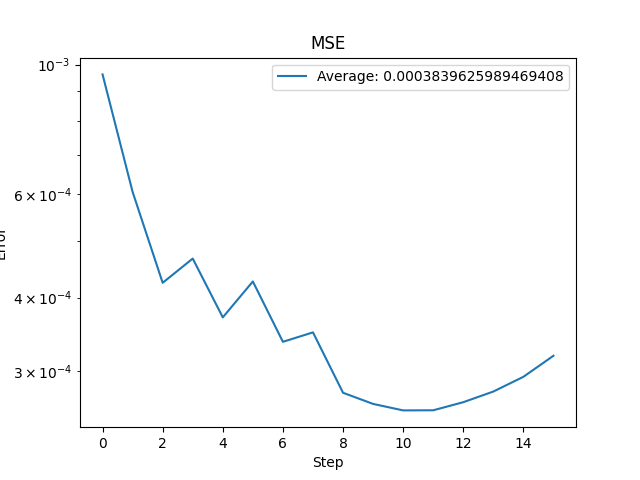 MSE
10⁻³
Average: 0.0003839625989469408
6 × 10⁻⁴
4 × 10⁻⁴
3 × 10⁻⁴
Error
0 2 4 6 8 10 12 14
Step